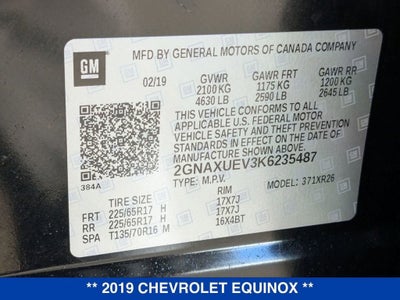 GM
MFD BY GENERAL MOTORS OF CANADA COMPANY
02/19 GVWR GAWR FRT GAWR RR
2100 KG 1175 KG 1200 KG
4630 LB 2590 LB 2645 LB
THIS VEHICLE CONFORMS TO ALL
APPLICABLE U.S. FEDERAL MOTOR
VEHICLE SAFETY, BUMPER, AND THEFT
PREVENTION STANDARDS IN EFFECT ON
THE DATE OF MANUFACTURE SHOWN ABOVE.
2GNAXUEV3K6235487
384A
TYPE: M.P.V. 371XR26
TIRE SIZE RIM
FRT 225/65R17 H 17X7J
RR 225/65R17 H 17X7J
SPA T135/70R16 M 16X4BT
** 2019 CHEVROLET EQUINOX **